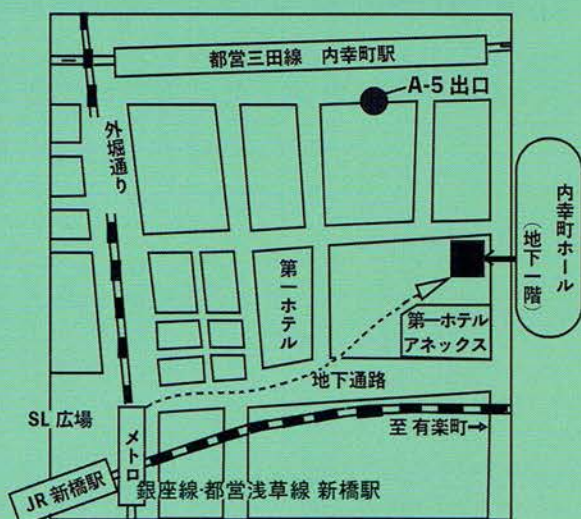 都営三田線 内幸町駅
A-5 出口
外堀通り
内幸町ホール
（地下一階）
第一ホテル
第一ホテル
アネックス
地下通路
SL 広場
メトロ
至 有楽町→
JR 新橋駅
銀座線·都営浅草線 新橋駅